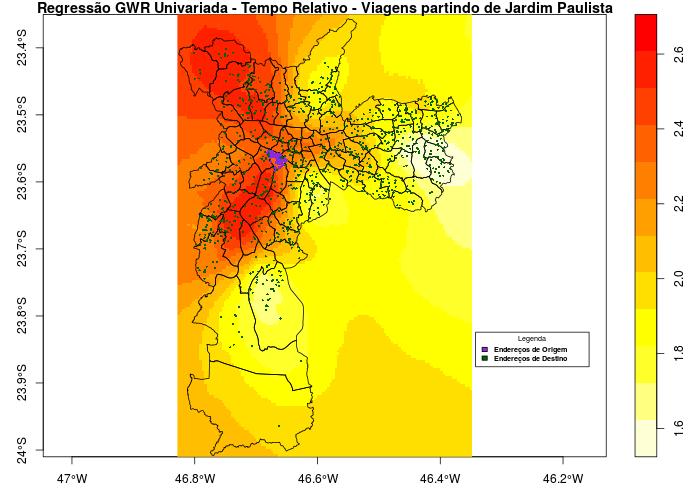 Regressão GWR Univariada - Tempo Relativo - Viagens partindo de Jardim Paulista
23.4°S
23.5°S
23.6°S
23.7°S
23.8°S
23.9°S
24°S
47°W
46.8°W
46.6°W
46.4°W
46.2°W
Legenda
Endereços de Origem
Endereços de Destino
2.6
2.4
2.2
2.0
1.8
1.6